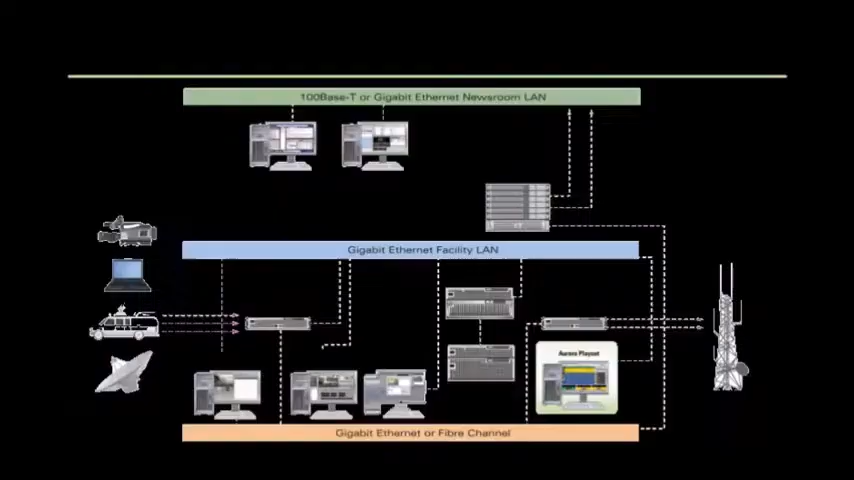 100Base-T or Gigabit Ethernet Newsroom LAN
Gigabit Ethernet Facility LAN
Aurora Playout
Gigabit Ethernet or Fibre Channel